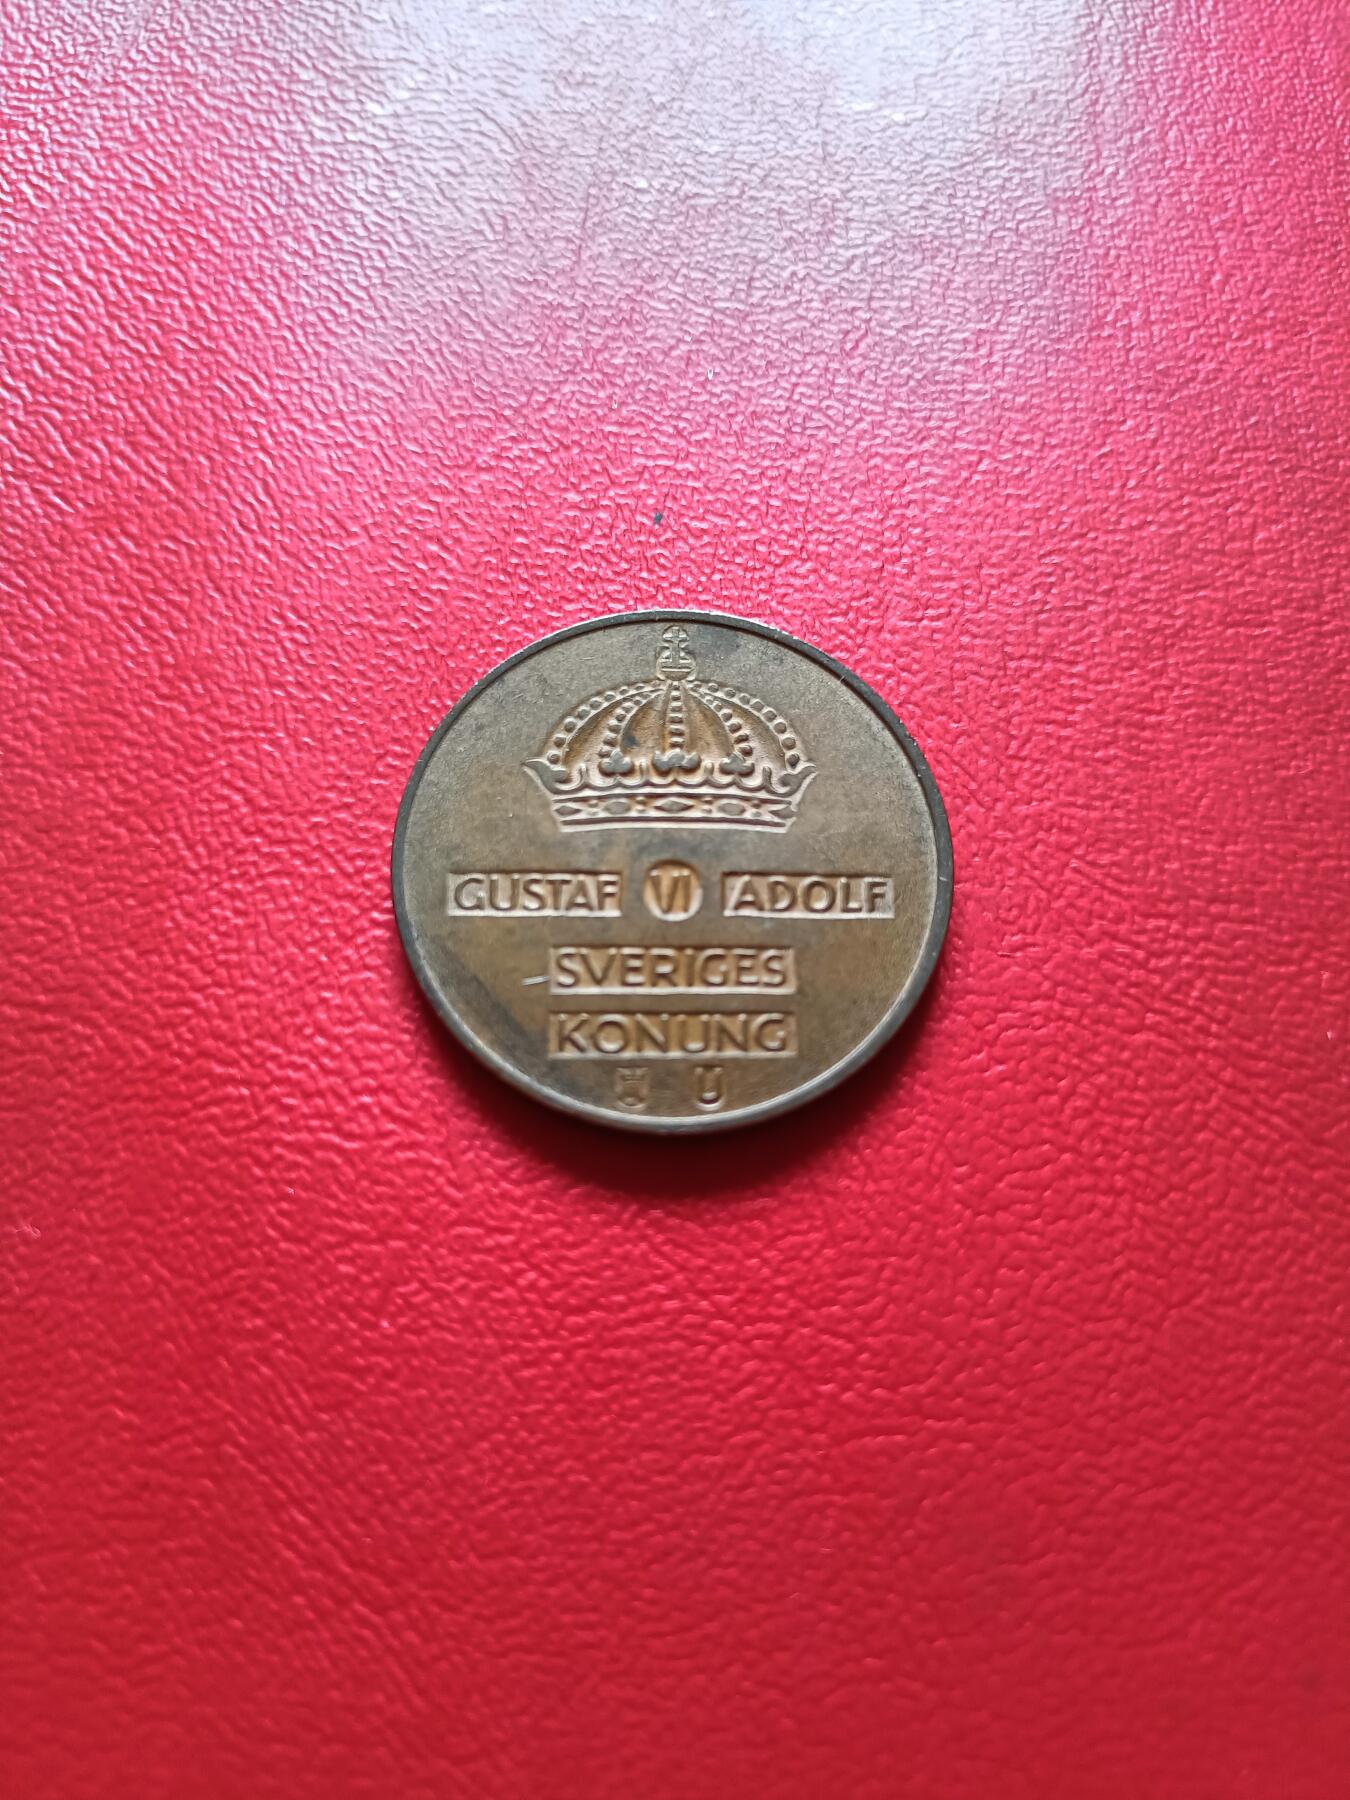 GUSTAF VI ADOLF
SVERIGES
KONUNG
U